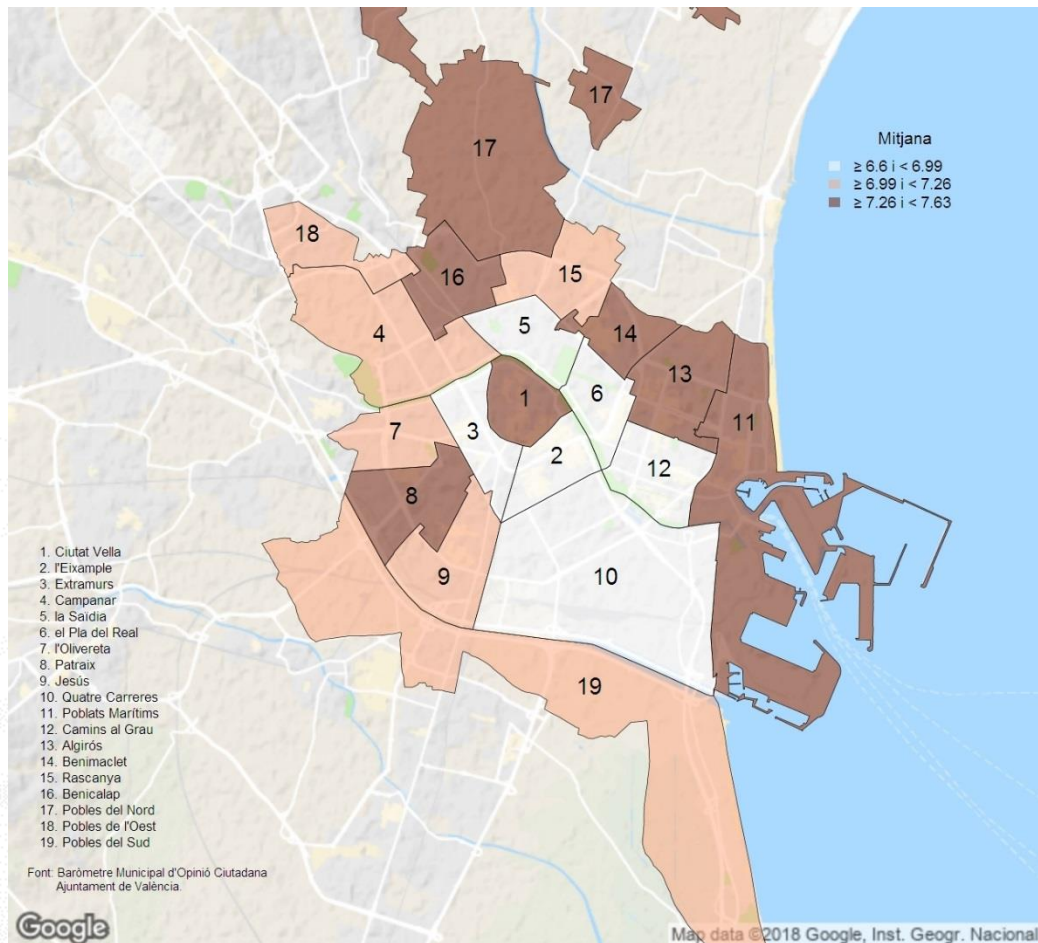 17
17
Mitjana
≥ 6.6 i < 6.99
≥ 6.99 i < 7.26
≥ 7.26 i < 7.63
18
16
15
5
14
4
13
6
1
11
7
3
2
12
8
9
10
19
1. Ciutat Vella
2. l'Eixample
3. Extramurs
4. Campanar
5. la Saïdia
6. el Pla del Real
7. l'Olivereta
8. Patraix
9. Jesús
10. Quatre Carreres
11. Poblats Marítims
12. Camins al Grau
13. Algirós
14. Benimaclet
15. Rascanya
16. Benicalap
17. Pobles del Nord
18. Pobles de l'Oest
19. Pobles del Sud
Font: Baròmetre Municipal d'Opinió Ciutadana
Ajuntament de València.
Google
Map data ©2018 Google, Inst. Geogr. Nacional